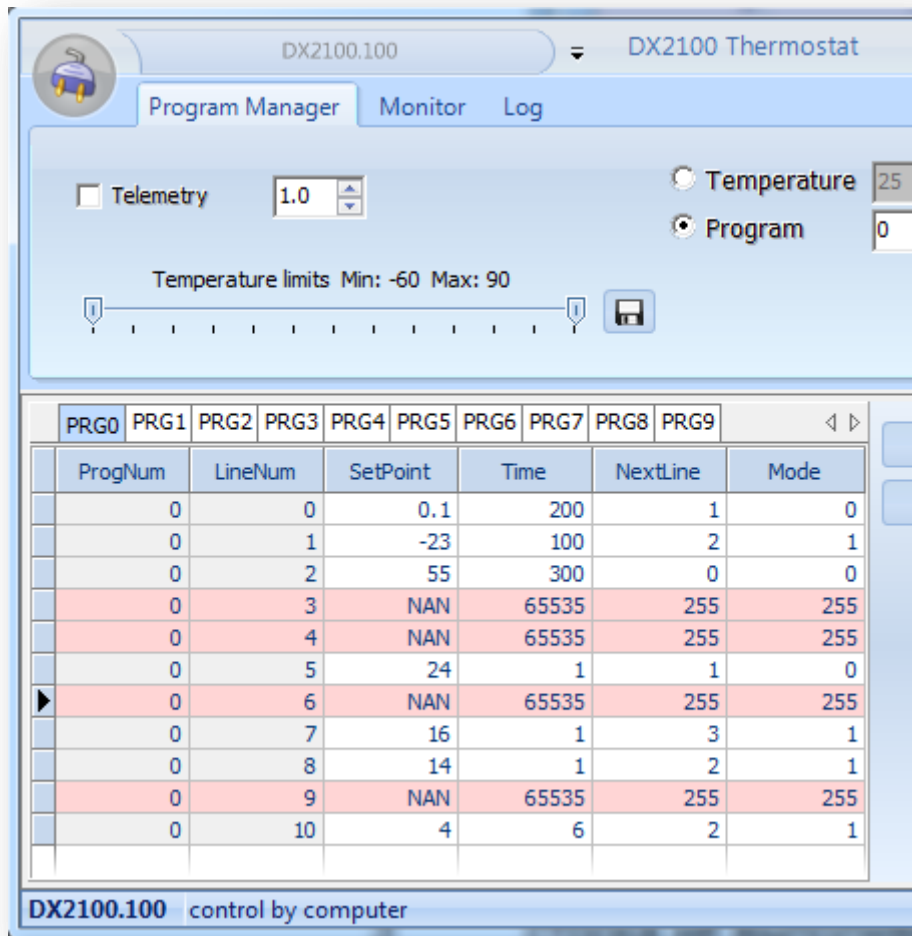 DX2100.100 DX2100 Thermostat
Program Manager Monitor Log
Telemetry 1.0 Temperature 25
Program 0
Temperature limits Min: -60 Max: 90
PRG0 PRG1 PRG2 PRG3 PRG4 PRG5 PRG6 PRG7 PRG8 PRG9
ProgNum LineNum SetPoint Time NextLine Mode
0 0 0.1 200 1 0
0 1 -23 100 2 1
0 2 55 300 0 0
0 3 NAN 65535 255 255
0 4 NAN 65535 255 255
0 5 24 1 1 0
0 6 NAN 65535 255 255
0 7 16 1 3 1
0 8 14 1 2 1
0 9 NAN 65535 255 255
0 10 4 6 2 1
DX2100.100 control by computer